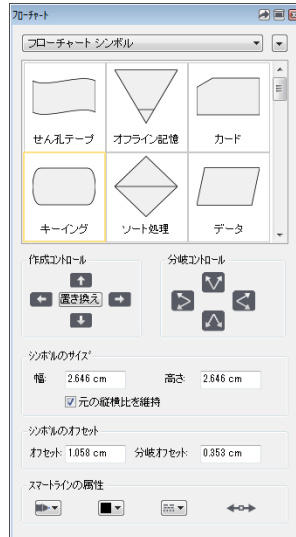 フローチャート
フローチャート シンボル
せん孔テープ オフライン記憶 カード
キーイング ソート処理 データ
作成コントロール 分岐コントロール
置き換え
シンボルのサイズ
幅: 2.646 cm 高さ: 2.646 cm
元の縦横比を維持
シンボルのオフセット
オフセット: 1.058 cm 分岐オフセット: 0.353 cm
スマートラインの属性